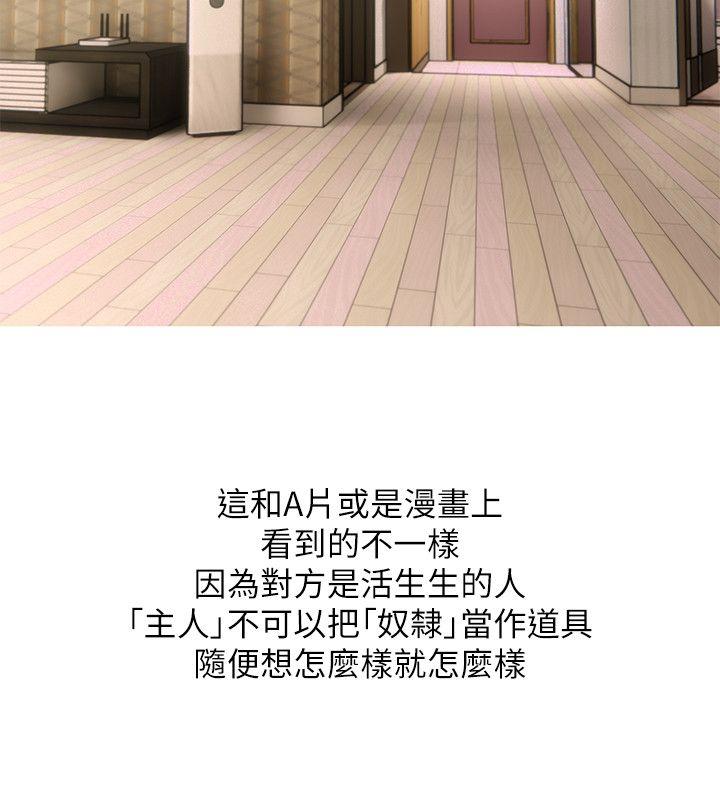 這和A片或是漫畫上
看到的不一樣
因為對方是活生生的人
「主人」不可以把「奴隸」當作道具
隨便想怎麼樣就怎麼樣